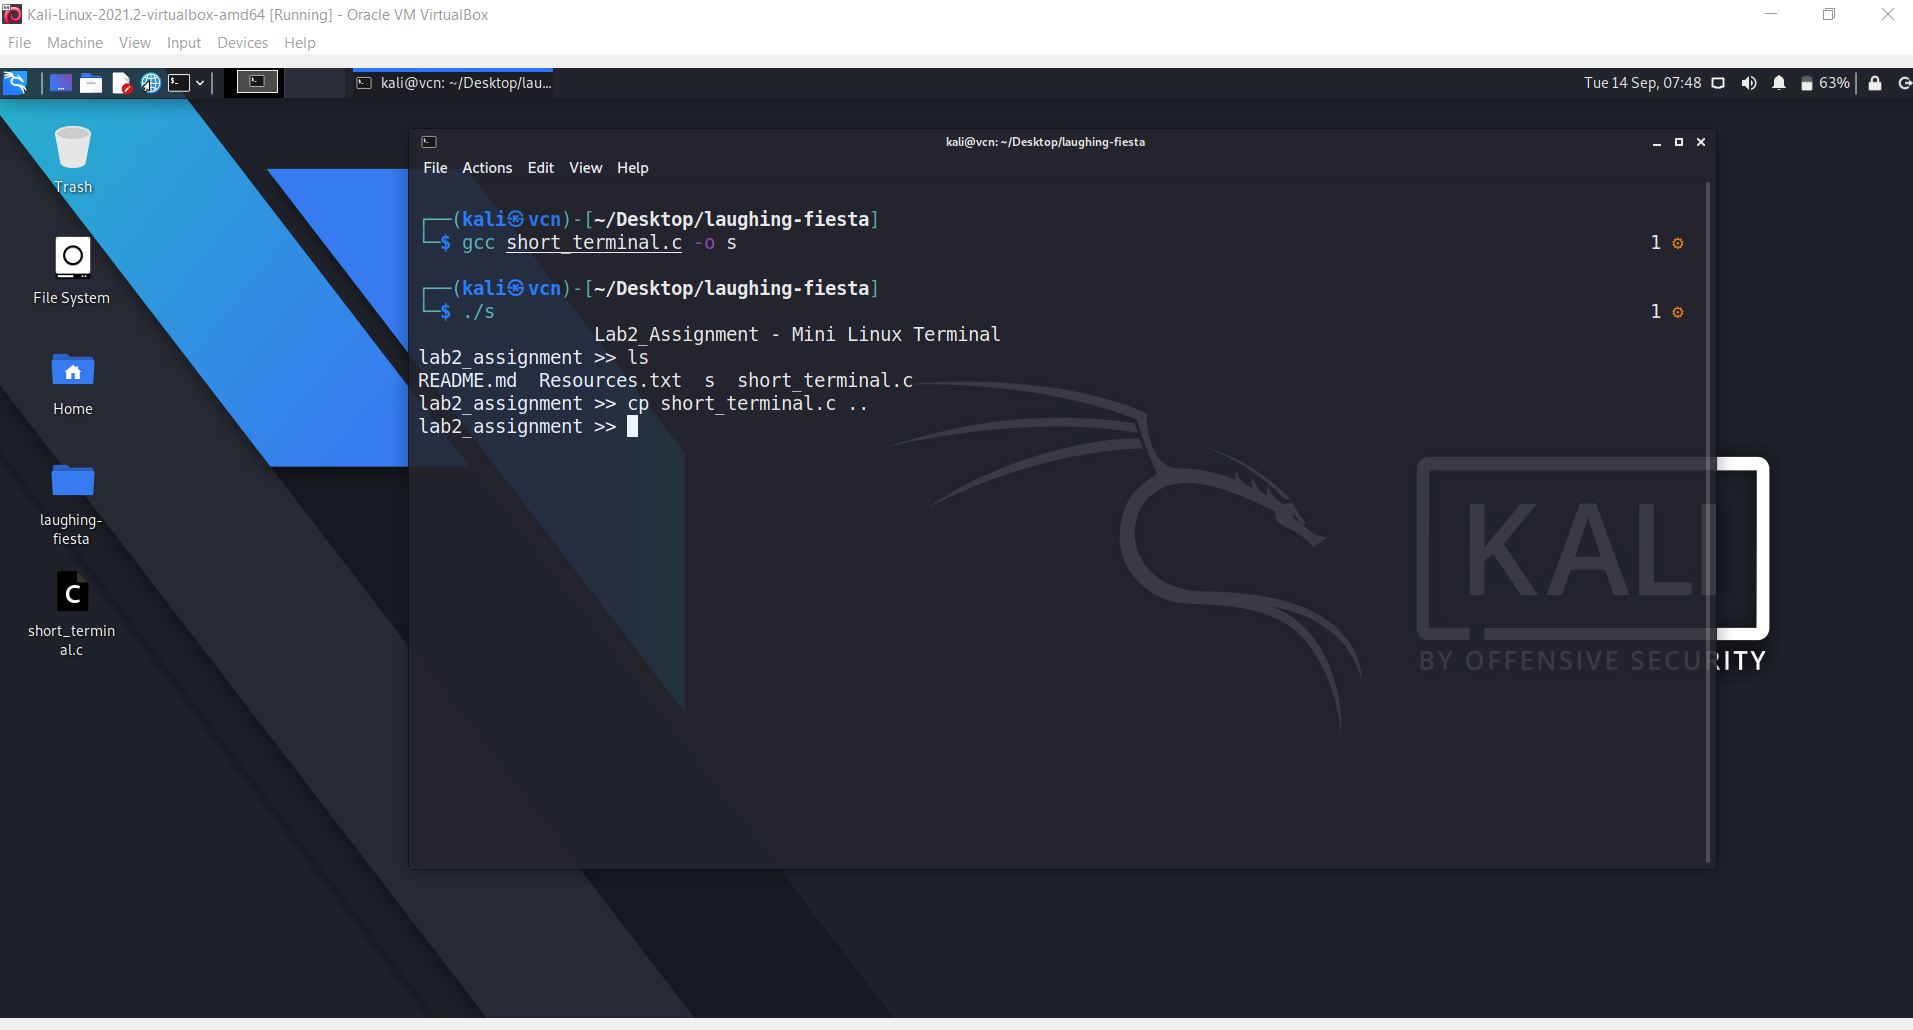 Kali-Linux-2021.2-virtualbox-amd64 [Running] - Oracle VM VirtualBox
File Machine View Input Devices Help
kali@vcn: ~/Desktop/lau...
Tue 14 Sep, 07:48
63%
Trash
File System
Home
laughing-
fiesta
C
short_termin
al.c
kali@vcn: ~/Desktop/laughing-fiesta
File Actions Edit View Help
┌──(kali㉿vcn)-[~/Desktop/laughing-fiesta]
└─$ gcc short_terminal.c -o s 1 ⚙
┌──(kali㉿vcn)-[~/Desktop/laughing-fiesta]
└─$ ./s 1 ⚙
Lab2_Assignment - Mini Linux Terminal
lab2_assignment >> ls
README.md  Resources.txt  s  short_terminal.c
lab2_assignment >> cp short_terminal.c ..
lab2_assignment >>
KALI
BY OFFENSIVE SECURITY